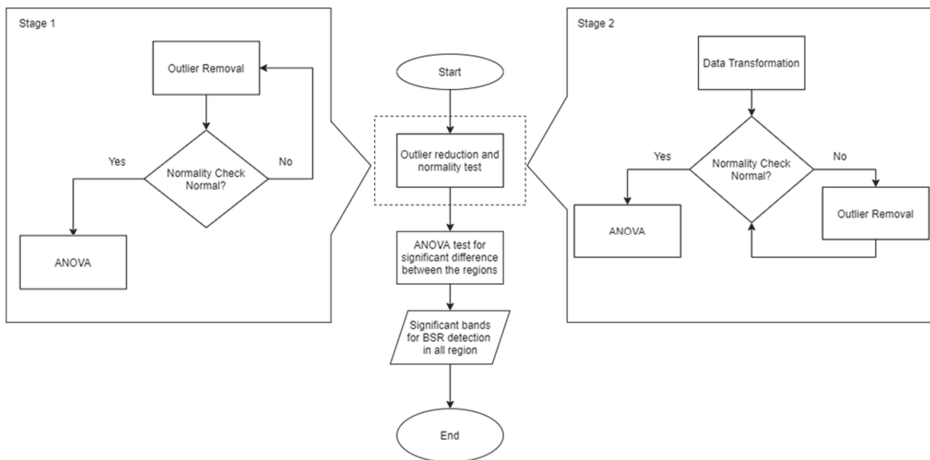 Stage 1
Outlier Removal
Yes
Normality Check
Normal?
No
ANOVA
Start
Outlier reduction and
normality test
ANOVA test for
significant difference
between the regions
Significant bands
for BSR detection
in all region
End
Stage 2
Data Transformation
Yes
Normality Check
Normal?
No
Outlier Removal
ANOVA